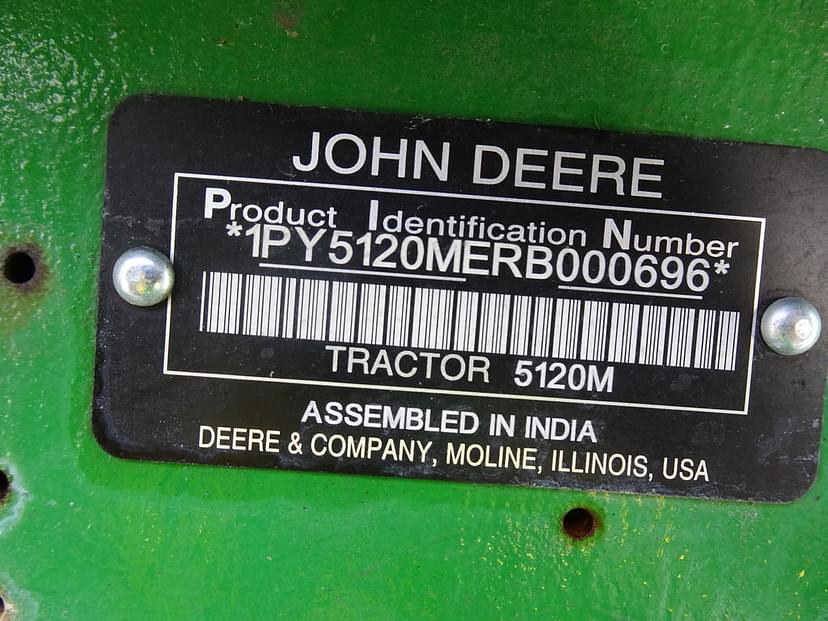 JOHN DEERE
Product Identification Number
*1PY5120MERB000696*
TRACTOR 5120M
ASSEMBLED IN INDIA
DEERE & COMPANY, MOLINE, ILLINOIS, USA